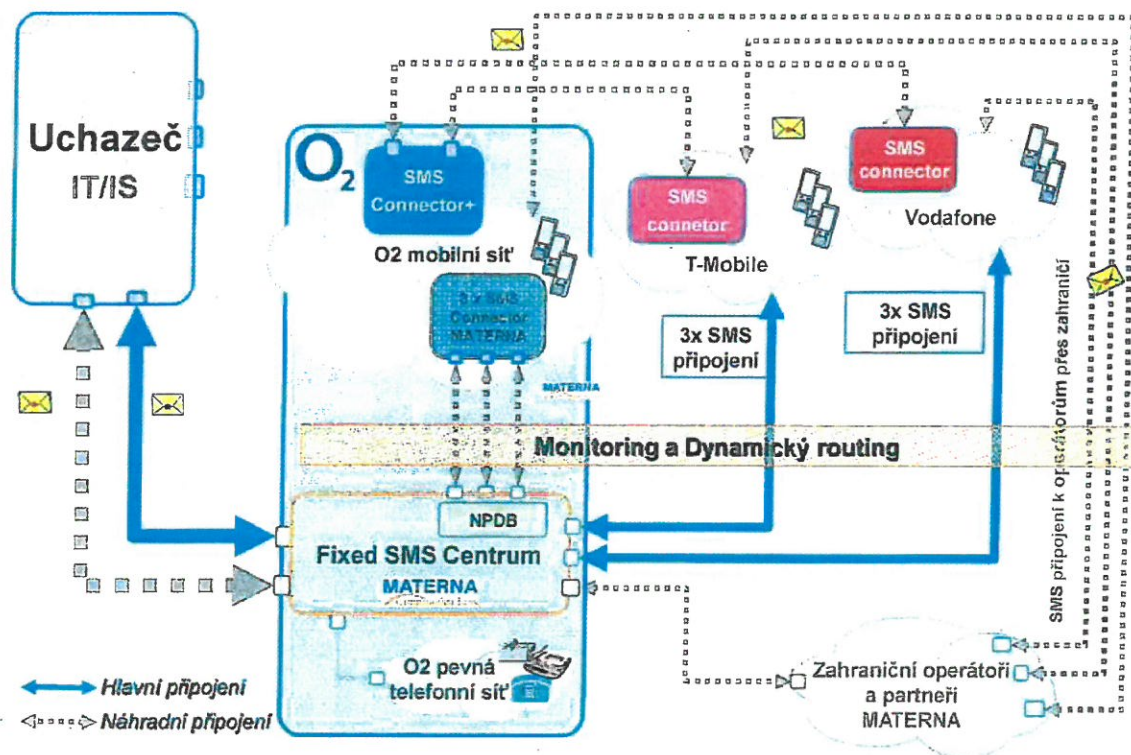 Uchazeč
IT/IS
O2
SMS
Connector+
O2 mobilní síť
3x SMS
Connector
MATERNA
MATERNA
SMS
connetor
T-Mobile
SMS
connector
Vodafone
3x SMS
připojení
3x SMS
připojení
SMS připojení k operátorům přes zahraničí
Monitoring a Dynamický routing
NPDB
Fixed SMS Centrum
MATERNA
O2 pevná
telefonní síť
Zahraniční operátoři
a partneři
MATERNA
Hlavní připojení
Náhradní připojení